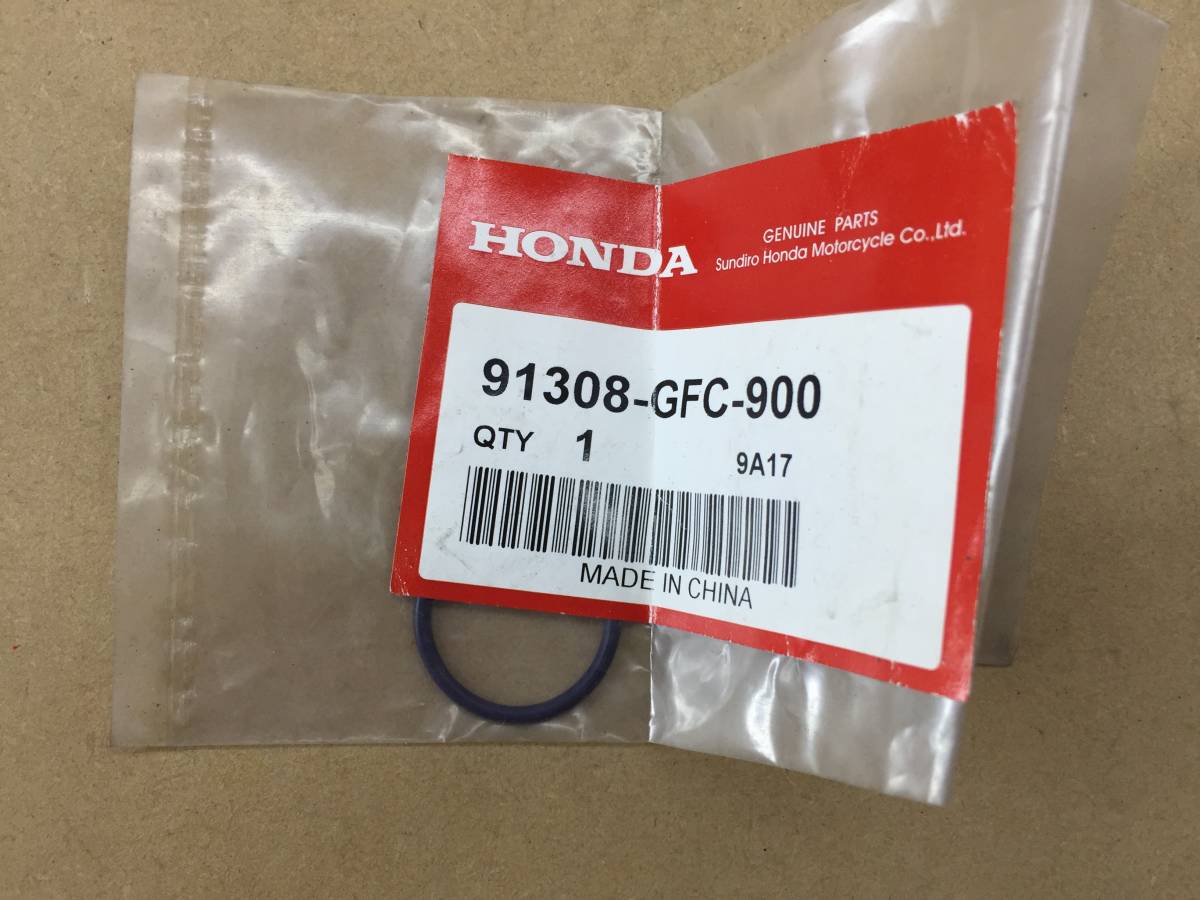 HONDA
GENUINE PARTS
Sundiro Honda Motorcycle Co.,Ltd.
91308-GFC-900
QTY 1
9A17
MADE IN CHINA